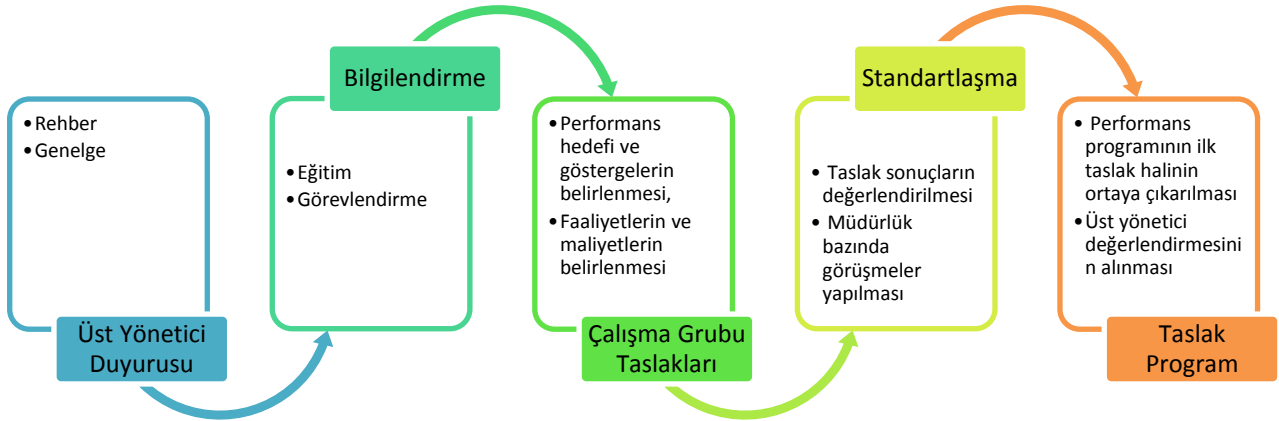 •Rehber
•Genelge
Üst Yönetici
Duyurusu
Bilgilendirme
•Eğitim
•Görevlendirme
•Performans
hedefi ve
göstergelerin
belirlenmesi,
•Faaliyetlerin ve
maliyetlerin
belirlenmesi
Çalışma Grubu
Taslakları
Standartlaşma
• Taslak sonuçların
değerlendirilmesi
• Müdürlük
bazında
görüşmeler
yapılması
• Performans
programının ilk
taslak halinin
ortaya çıkarılması
•Üst yönetici
değerlendirmesini
n alınması
Taslak
Program